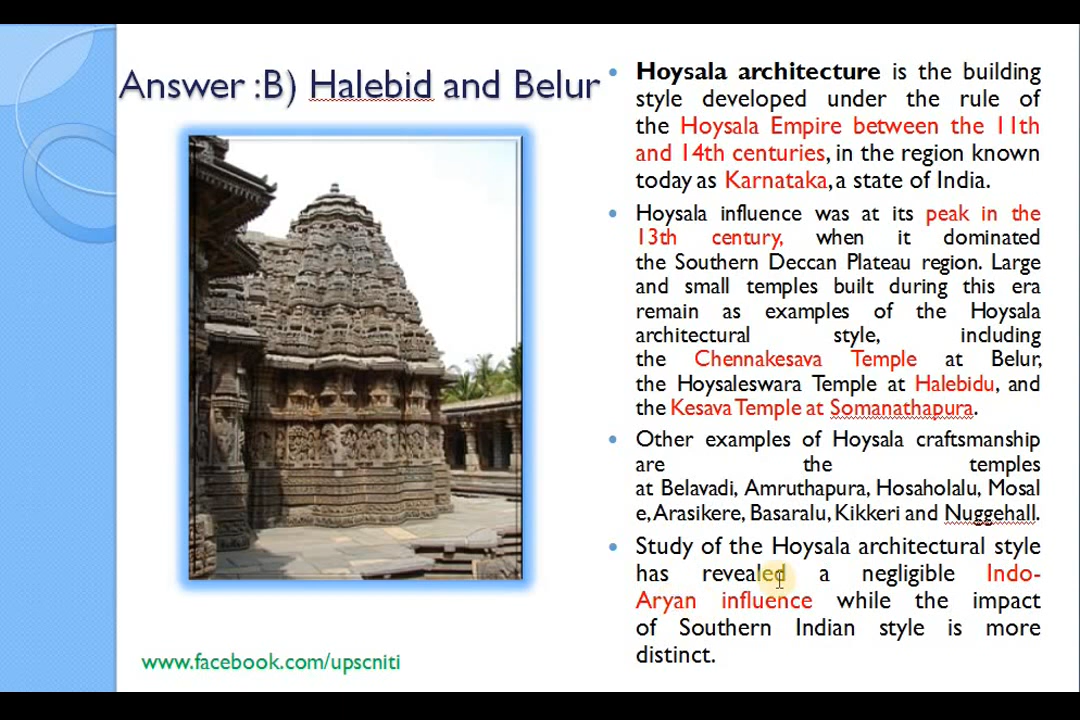 Answer :B) Halebid and Belur
• Hoysala architecture is the building
style developed under the rule of
the Hoysala Empire between the 11th
and 14th centuries, in the region known
today as Karnataka, a state of India.
• Hoysala influence was at its peak in the
13th century, when it dominated
the Southern Deccan Plateau region. Large
and small temples built during this era
remain as examples of the Hoysala
architectural style, including
the Chennakesava Temple at Belur,
the Hoysaleswara Temple at Halebidu, and
the Kesava Temple at Somanathapura.
• Other examples of Hoysala craftsmanship
are the temples
at Belavadi, Amruthapura, Hosaholalu, Mosal
e, Arasikere, Basaralu, Kikkeri and Nuggehall.
• Study of the Hoysala architectural style
has revealed a negligible Indo-
Aryan influence while the impact
of Southern Indian style is more
distinct.
www.facebook.com/upscniti